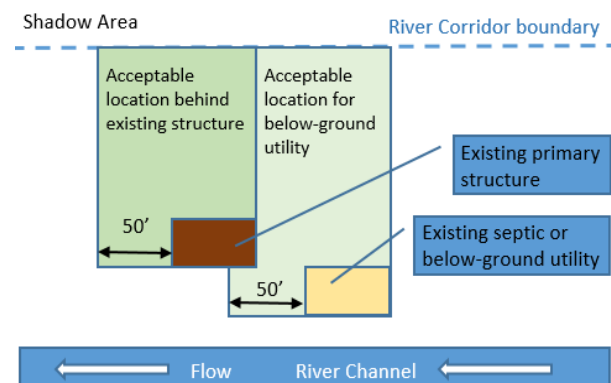 Shadow Area
River Corridor boundary
Acceptable
location behind
existing structure
Acceptable
location for
below-ground
utility
Existing primary
structure
50’
Existing septic or
below-ground utility
50’
Flow
River Channel